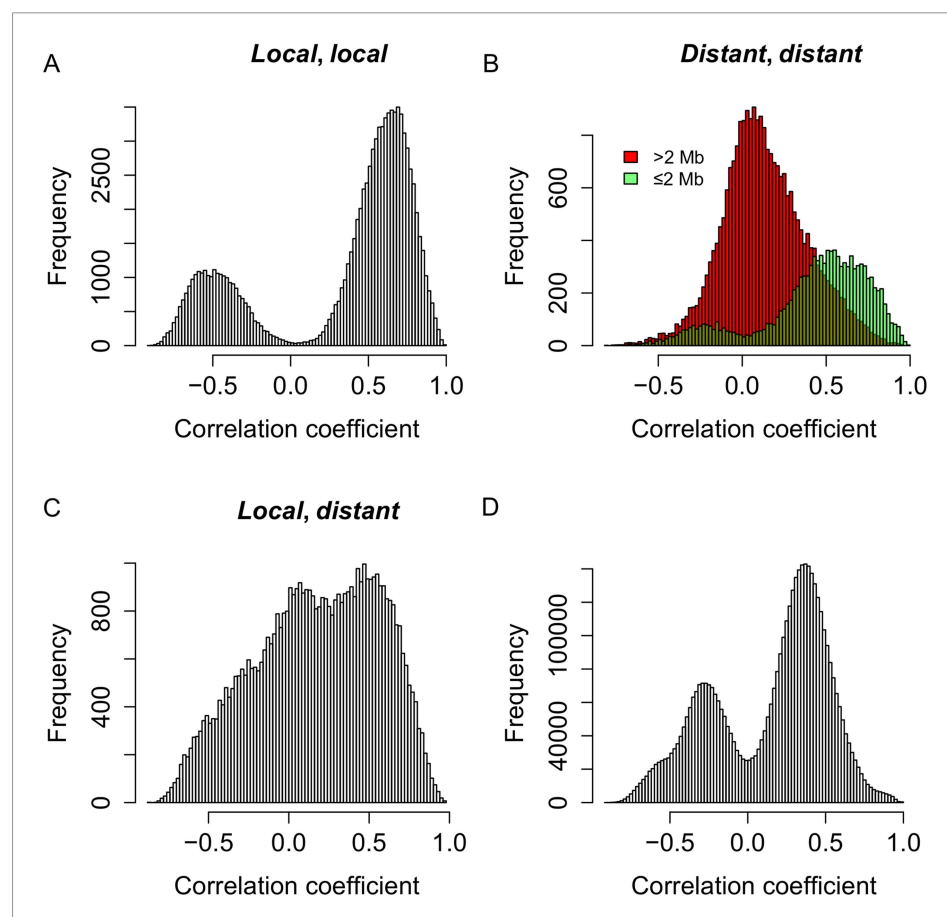 A
Local, local
Frequency
0
1000
2500
−0.5 0.0 0.5 1.0
Correlation coefficient
B
Distant, distant
>2 Mb
≤2 Mb
Frequency
0
200
600
−0.5 0.0 0.5 1.0
Correlation coefficient
C
Local, distant
Frequency
0
400
800
−0.5 0.0 0.5 1.0
Correlation coefficient
D
Frequency
0
40000
100000
−0.5 0.0 0.5 1.0
Correlation coefficient